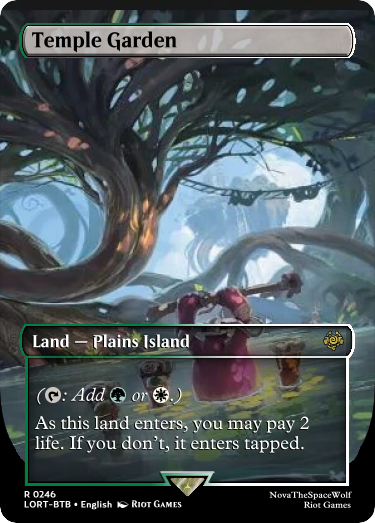 Temple Garden
Land — Plains Island
(: Add or .)
As this land enters, you may pay 2
life. If you don't, it enters tapped.
R 0246
LORT-BTB • English Riot Games
NovaTheSpaceWolf
Riot Games